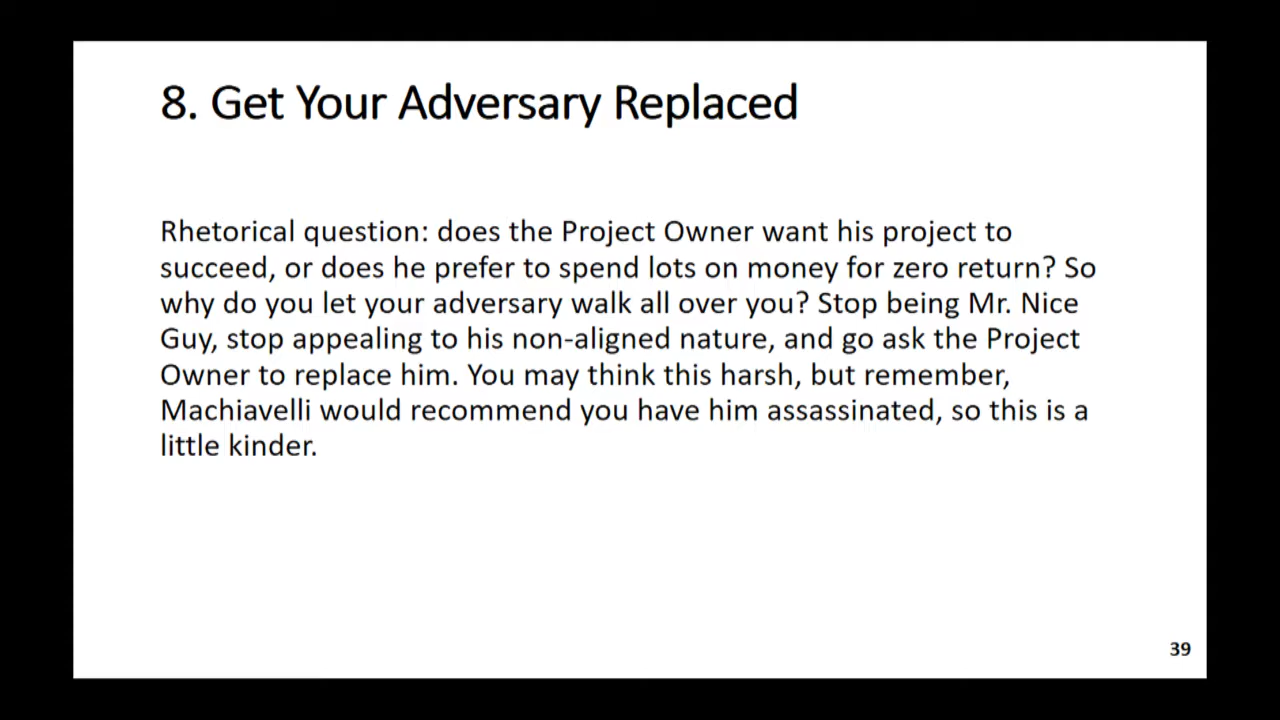 8. Get Your Adversary Replaced
Rhetorical question: does the Project Owner want his project to
succeed, or does he prefer to spend lots on money for zero return? So
why do you let your adversary walk all over you? Stop being Mr. Nice
Guy, stop appealing to his non-aligned nature, and go ask the Project
Owner to replace him. You may think this harsh, but remember,
Machiavelli would recommend you have him assassinated, so this is a
little kinder.
39